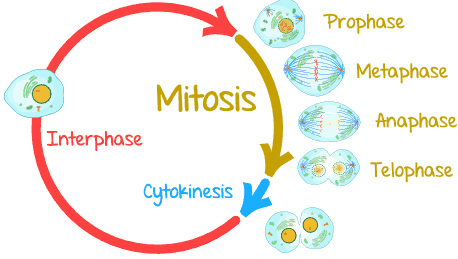 Prophase
Metaphase
Mitosis
Anaphase
Interphase
Telophase
Cytokinesis